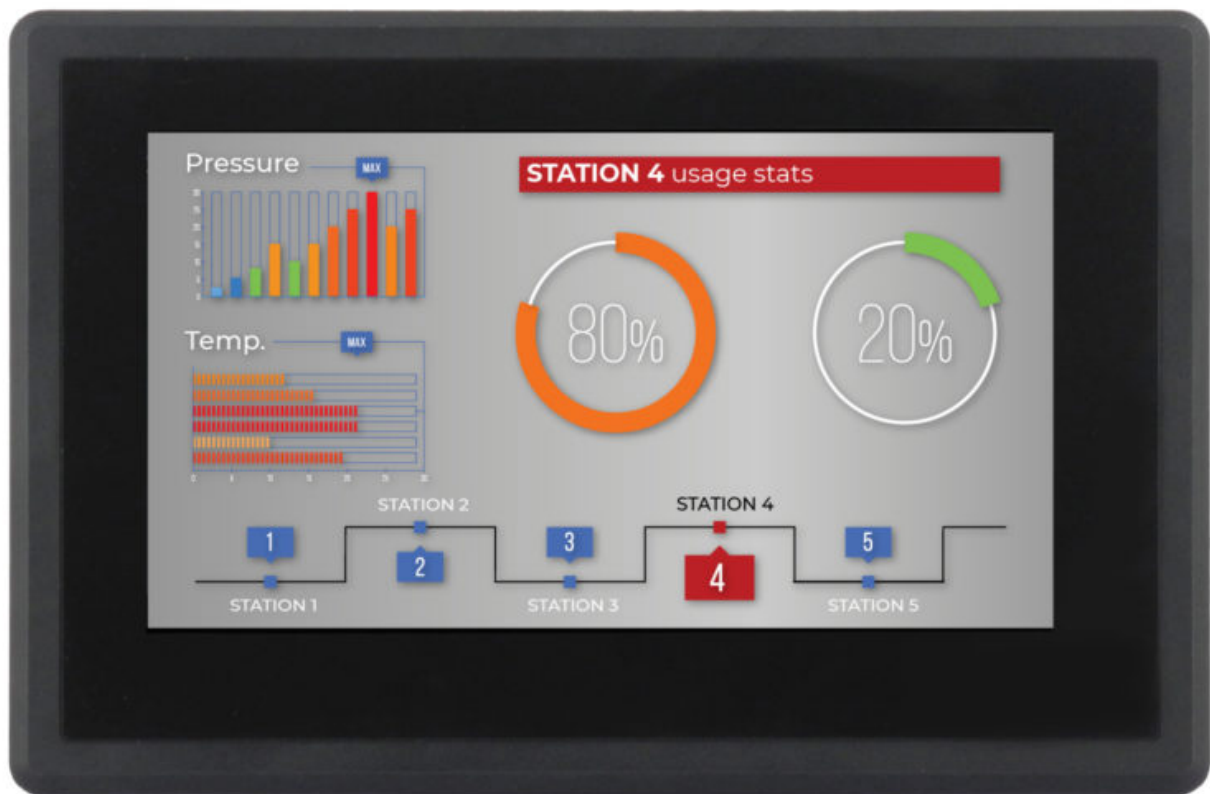 Pressure
MAX
STATION 4 usage stats
80%
20%
Temp.
MAX
STATION 2
STATION 4
1
3
5
2
4
STATION 1
STATION 3
STATION 5